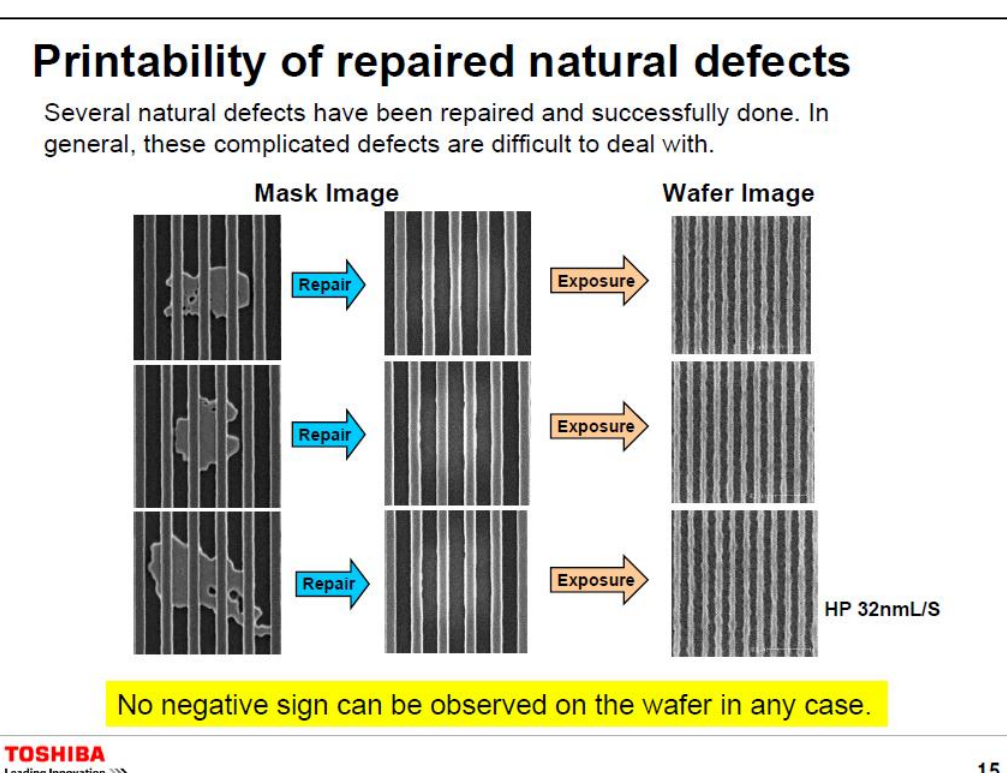 Printability of repaired natural defects
Several natural defects have been repaired and successfully done. In
general, these complicated defects are difficult to deal with.
Mask Image
Wafer Image
Repair
Exposure
Repair
Exposure
Repair
Exposure
HP 32nmL/S
No negative sign can be observed on the wafer in any case.
TOSHIBA
Leading Innovation
15